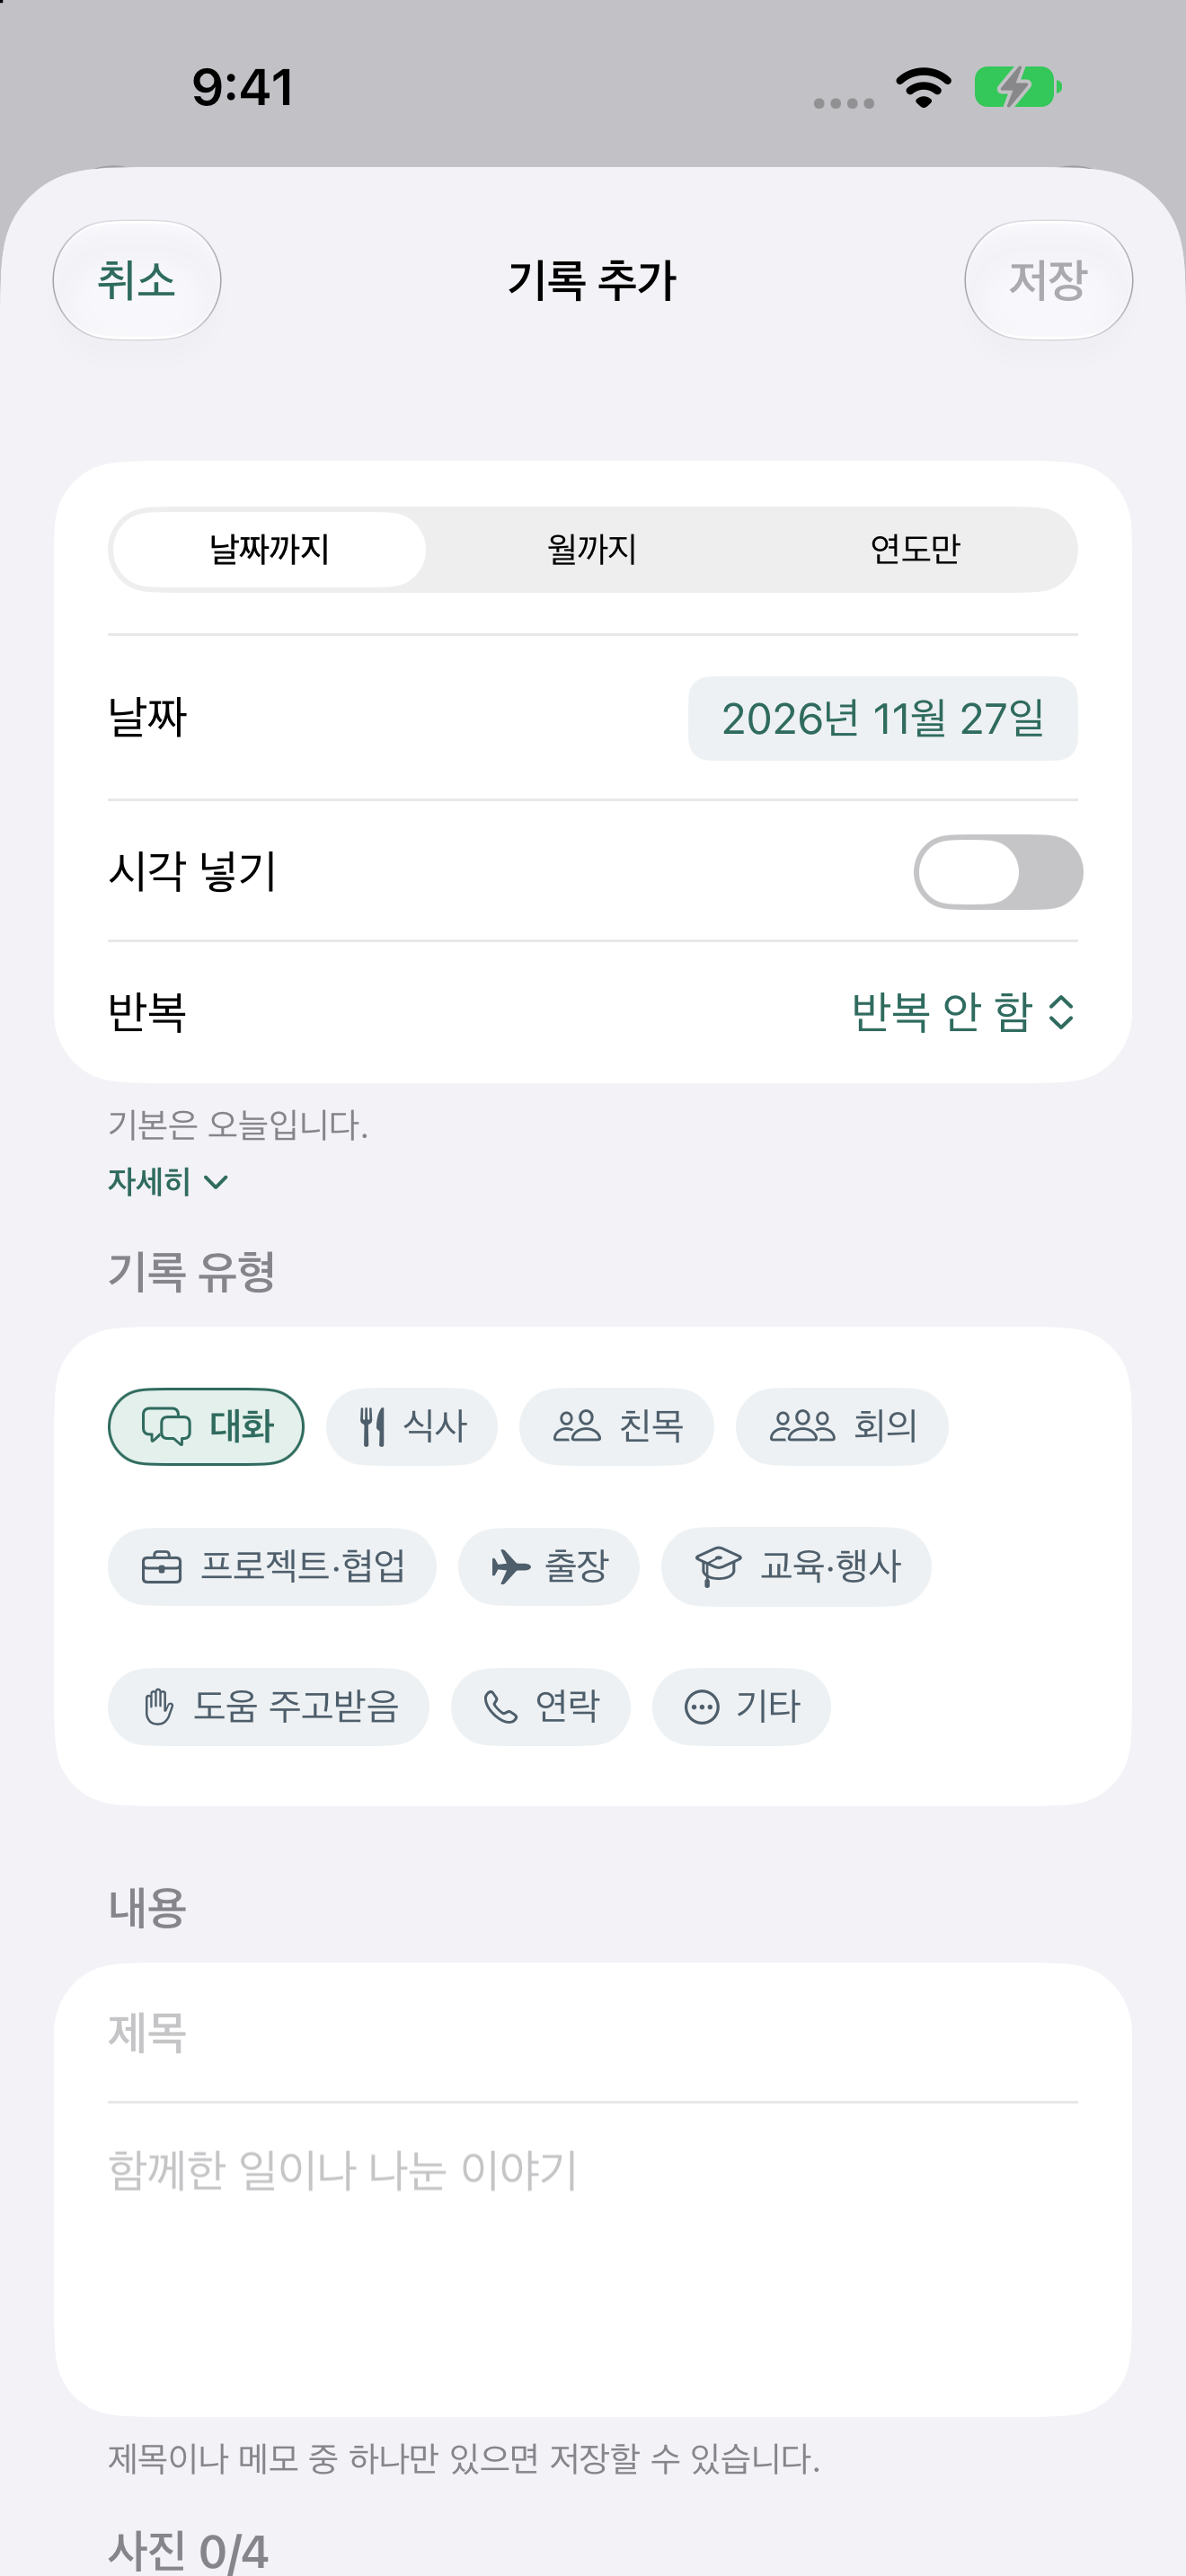 9:41
취소
기록 추가
저장
날짜까지
월까지
연도만
날짜
2026년 11월 27일
시각 넣기
반복
반복 안 함
기본은 오늘입니다.
자세히
기록 유형
대화
식사
친목
회의
프로젝트·협업
출장
교육·행사
도움 주고받음
연락
기타
내용
제목
함께한 일이나 나눈 이야기
제목이나 메모 중 하나만 있으면 저장할 수 있습니다.
사진 0/4